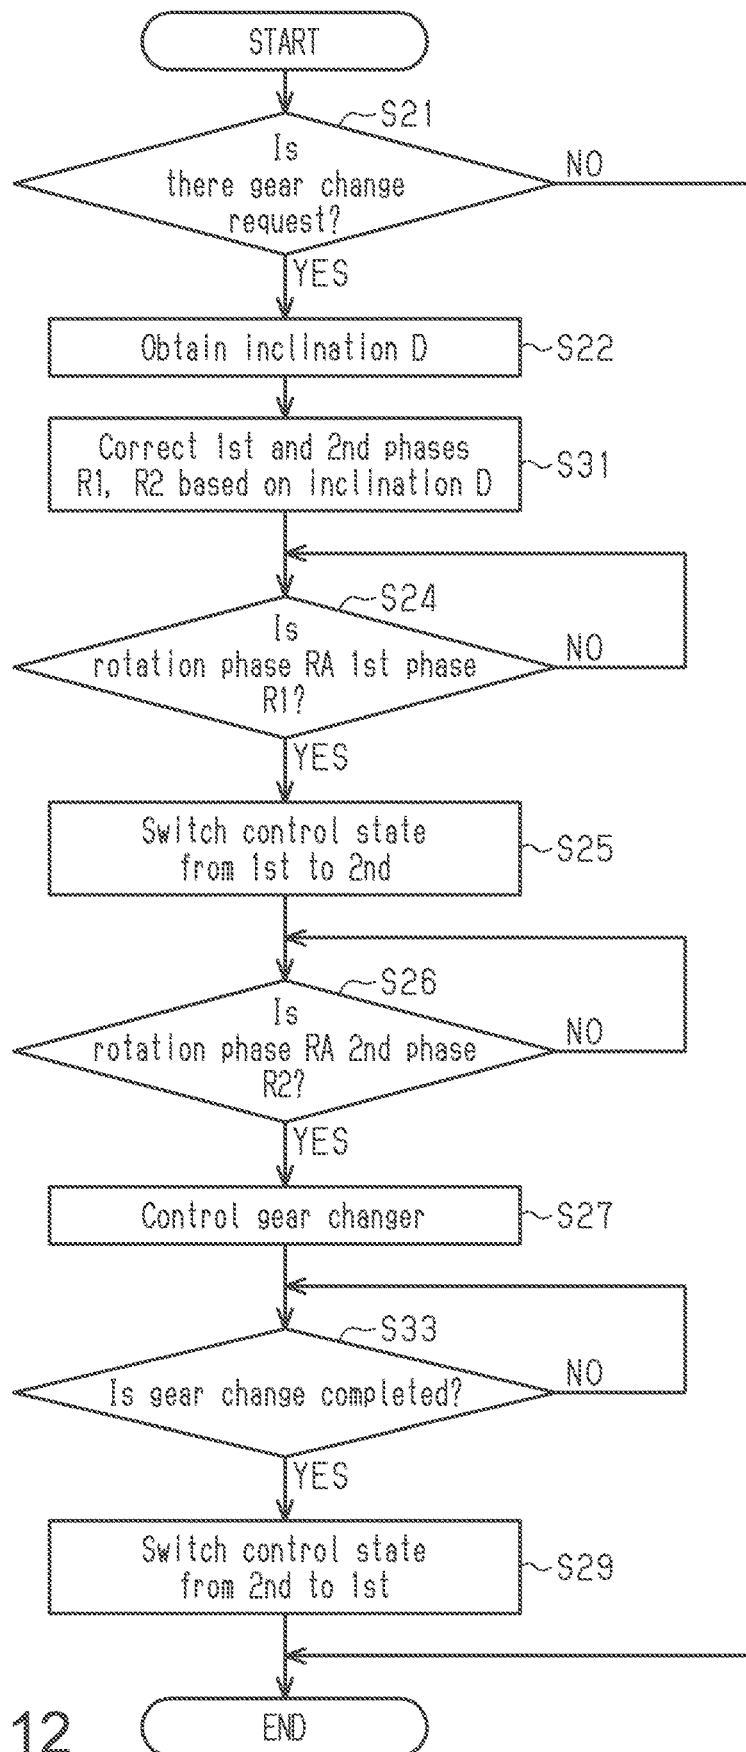 START
S21
Is
there gear change
request?
NO
YES
Obtain inclination D
S22
Correct 1st and 2nd phases
R1, R2 based on inclination D
S31
S24
Is
rotation phase RA 1st phase
R1?
NO
YES
Switch control state
from 1st to 2nd
S25
S26
Is
rotation phase RA 2nd phase
R2?
NO
YES
Control gear changer
S27
S33
Is gear change completed?
NO
YES
Switch control state
from 2nd to 1st
S29
END
12